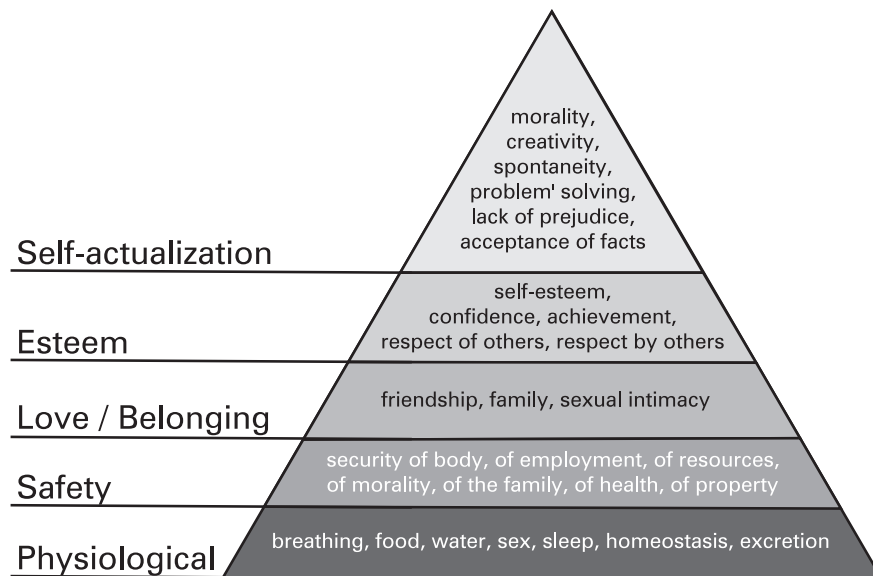 morality,
creativity,
spontaneity,
problem' solving,
lack of prejudice,
acceptance of facts
Self-actualization
self-esteem,
confidence, achievement,
respect of others, respect by others
Esteem
friendship, family, sexual intimacy
Love / Belonging
security of body, of employment, of resources,
of morality, of the family, of health, of property
Safety
breathing, food, water, sex, sleep, homeostasis, excretion
Physiological